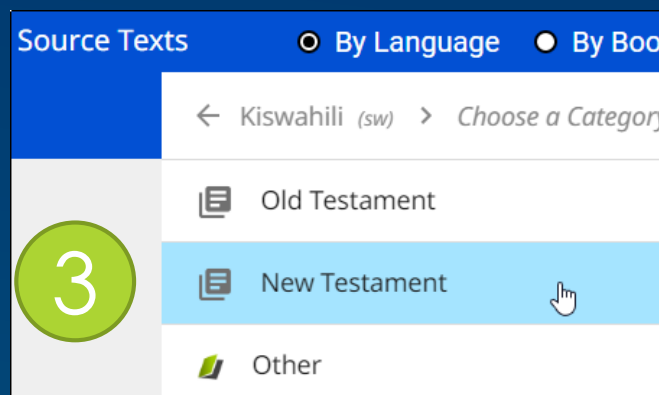 Source Texts By Language By Boo
Kiswahili (sw) > Choose a Category
Old Testament
3
New Testament
Other